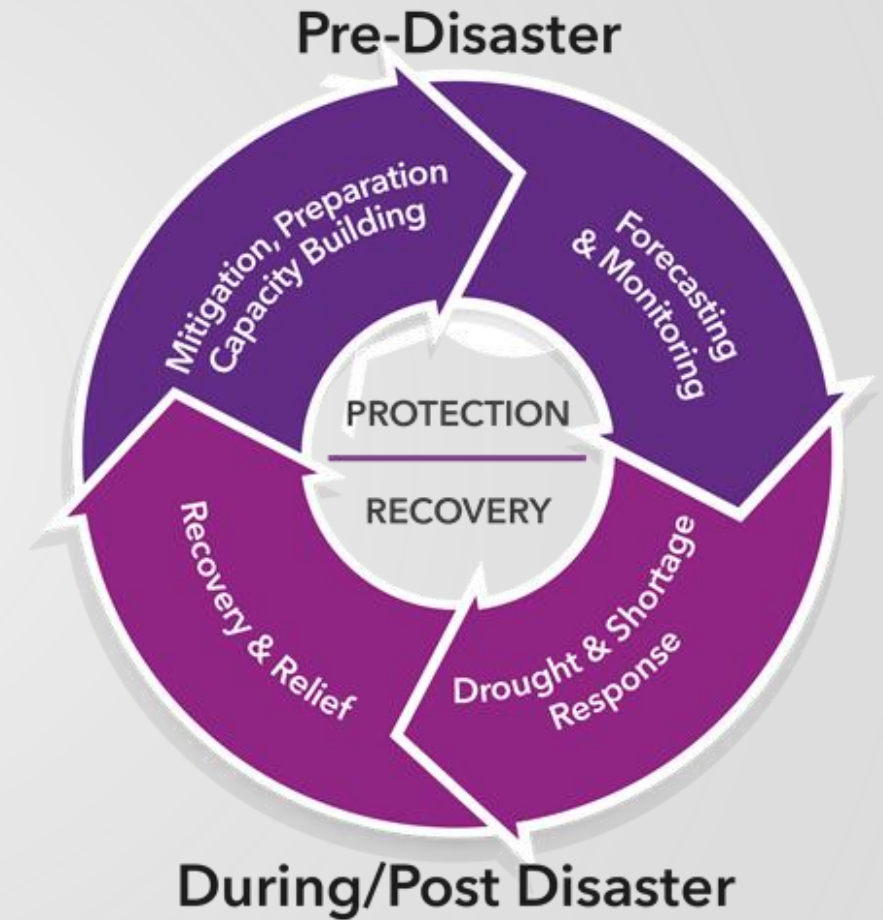 Pre-Disaster
Mitigation, Preparation
Capacity Building
Forecasting
& Monitoring
PROTECTION
RECOVERY
Recovery & Relief
Drought & Shortage
Response
During/Post Disaster